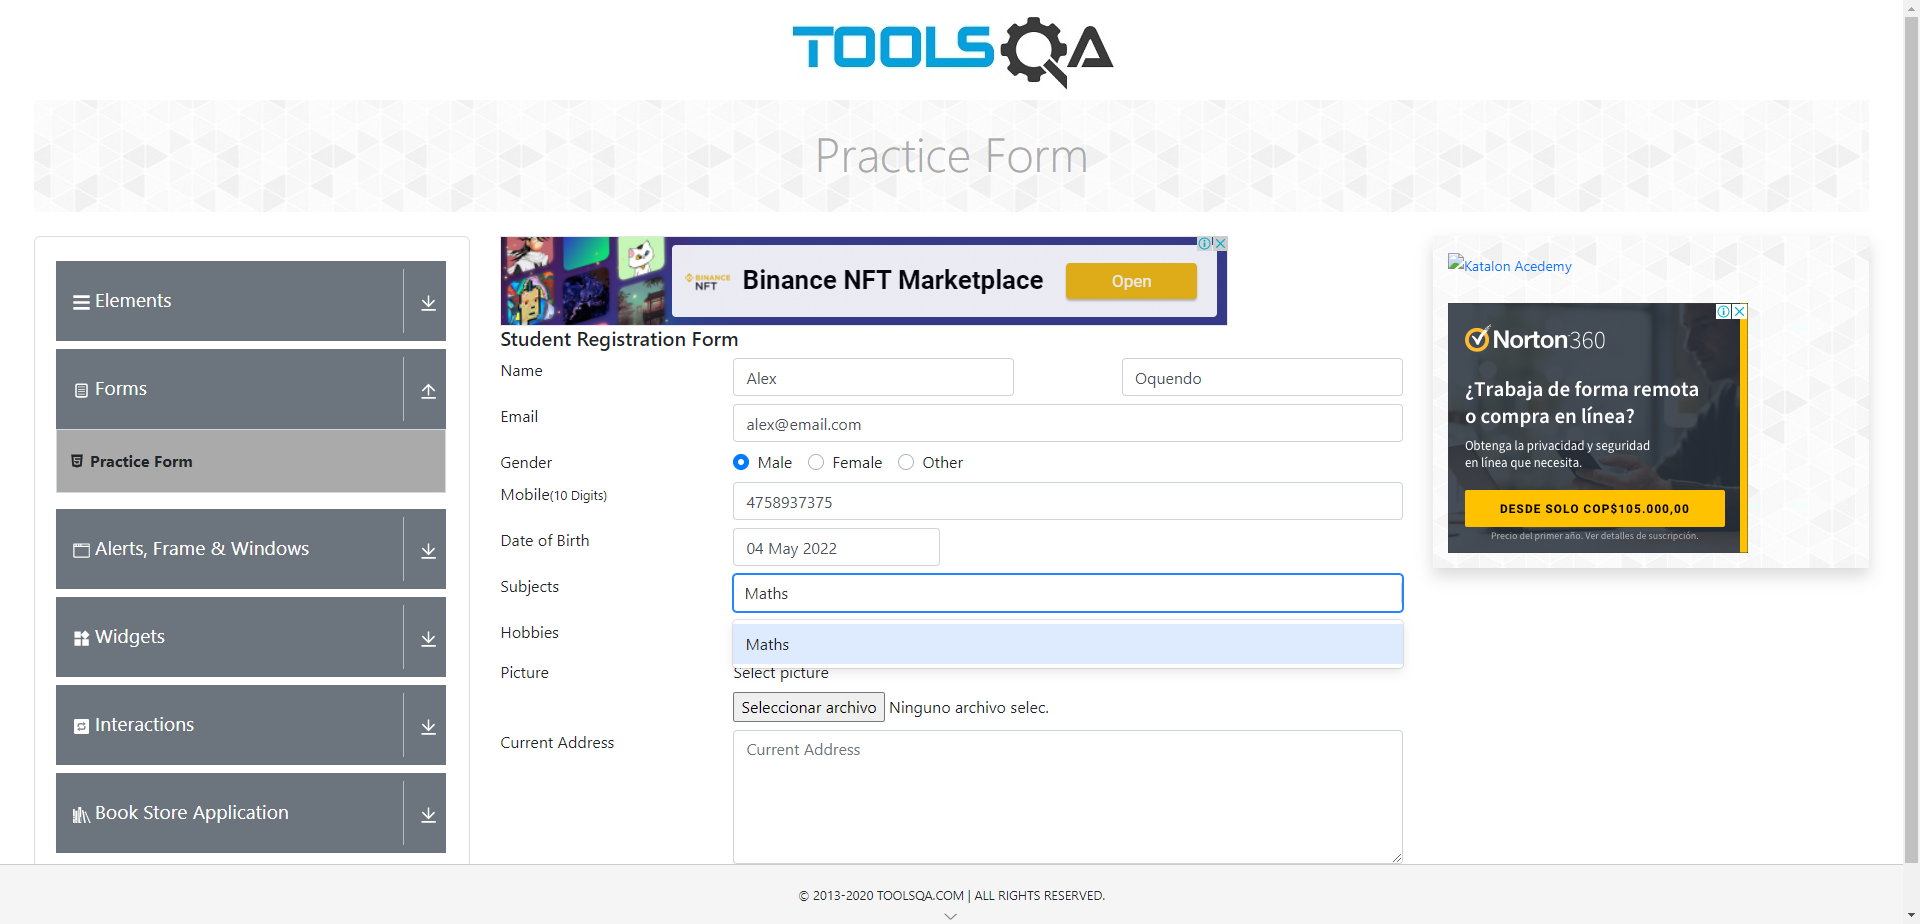 TOOLSQA
Practice Form
Elements
Forms
Practice Form
Alerts, Frame & Windows
Widgets
Interactions
Book Store Application
BINANCE
NFT
Binance NFT Marketplace
Open
Student Registration Form
Name
Alex
Oquendo
Email
alex@email.com
Gender
Male
Female
Other
Mobile(10 Digits)
4758937375
Date of Birth
04 May 2022
Subjects
Maths
Hobbies
Maths
Picture
Select picture
Seleccionar archivo Ninguno archivo selec.
Current Address
Current Address
Katalon Acedemy
Norton360
¿Trabaja de forma remota
o compra en línea?
Obtenga la privacidad y seguridad
en línea que necesita.
DESDE SOLO COP$105.000,00
Precio del primer año. Ver detalles de suscripción.
© 2013-2020 TOOLSQA.COM | ALL RIGHTS RESERVED.